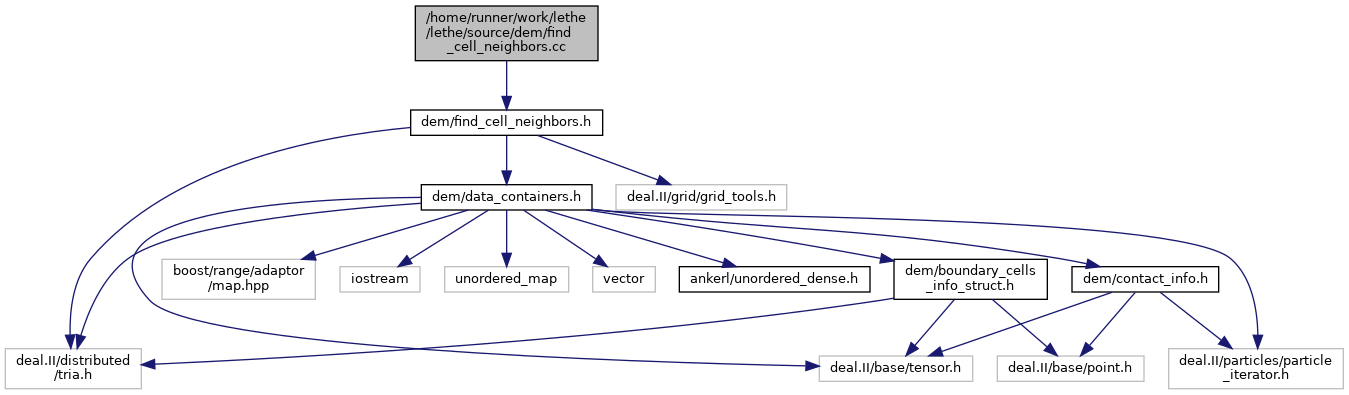 /home/runner/work/lethe
/lethe/source/dem/find
_cell_neighbors.cc
dem/find_cell_neighbors.h
dem/data_containers.h
deal.II/grid/grid_tools.h
boost/range/adaptor
/map.hpp
iostream
unordered_map
vector
ankerl/unordered_dense.h
dem/boundary_cells
_info_struct.h
dem/contact_info.h
deal.II/distributed
/tria.h
deal.II/base/tensor.h
deal.II/base/point.h
deal.II/particles/particle
_iterator.h